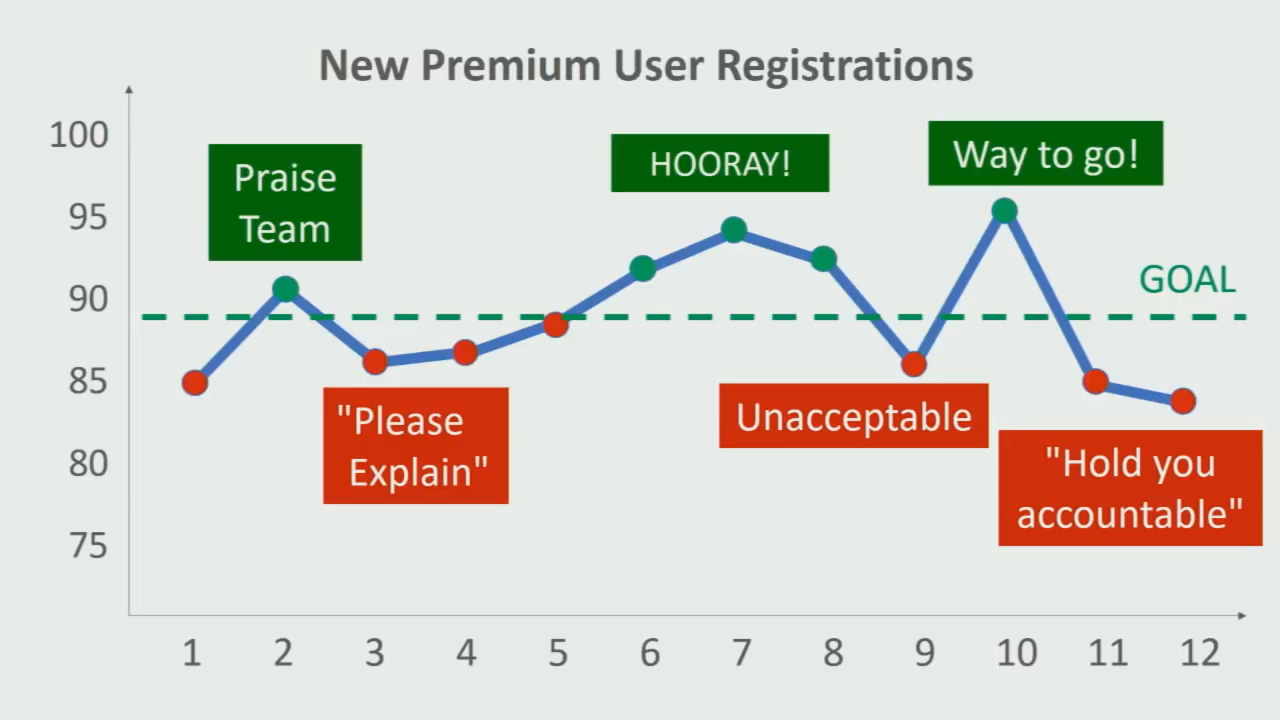 New Premium User Registrations
100
95
90
85
80
75
Praise
Team
HOORAY!
Way to go!
GOAL
"Please
Explain"
Unacceptable
"Hold you
accountable"
1 2 3 4 5 6 7 8 9 10 11 12